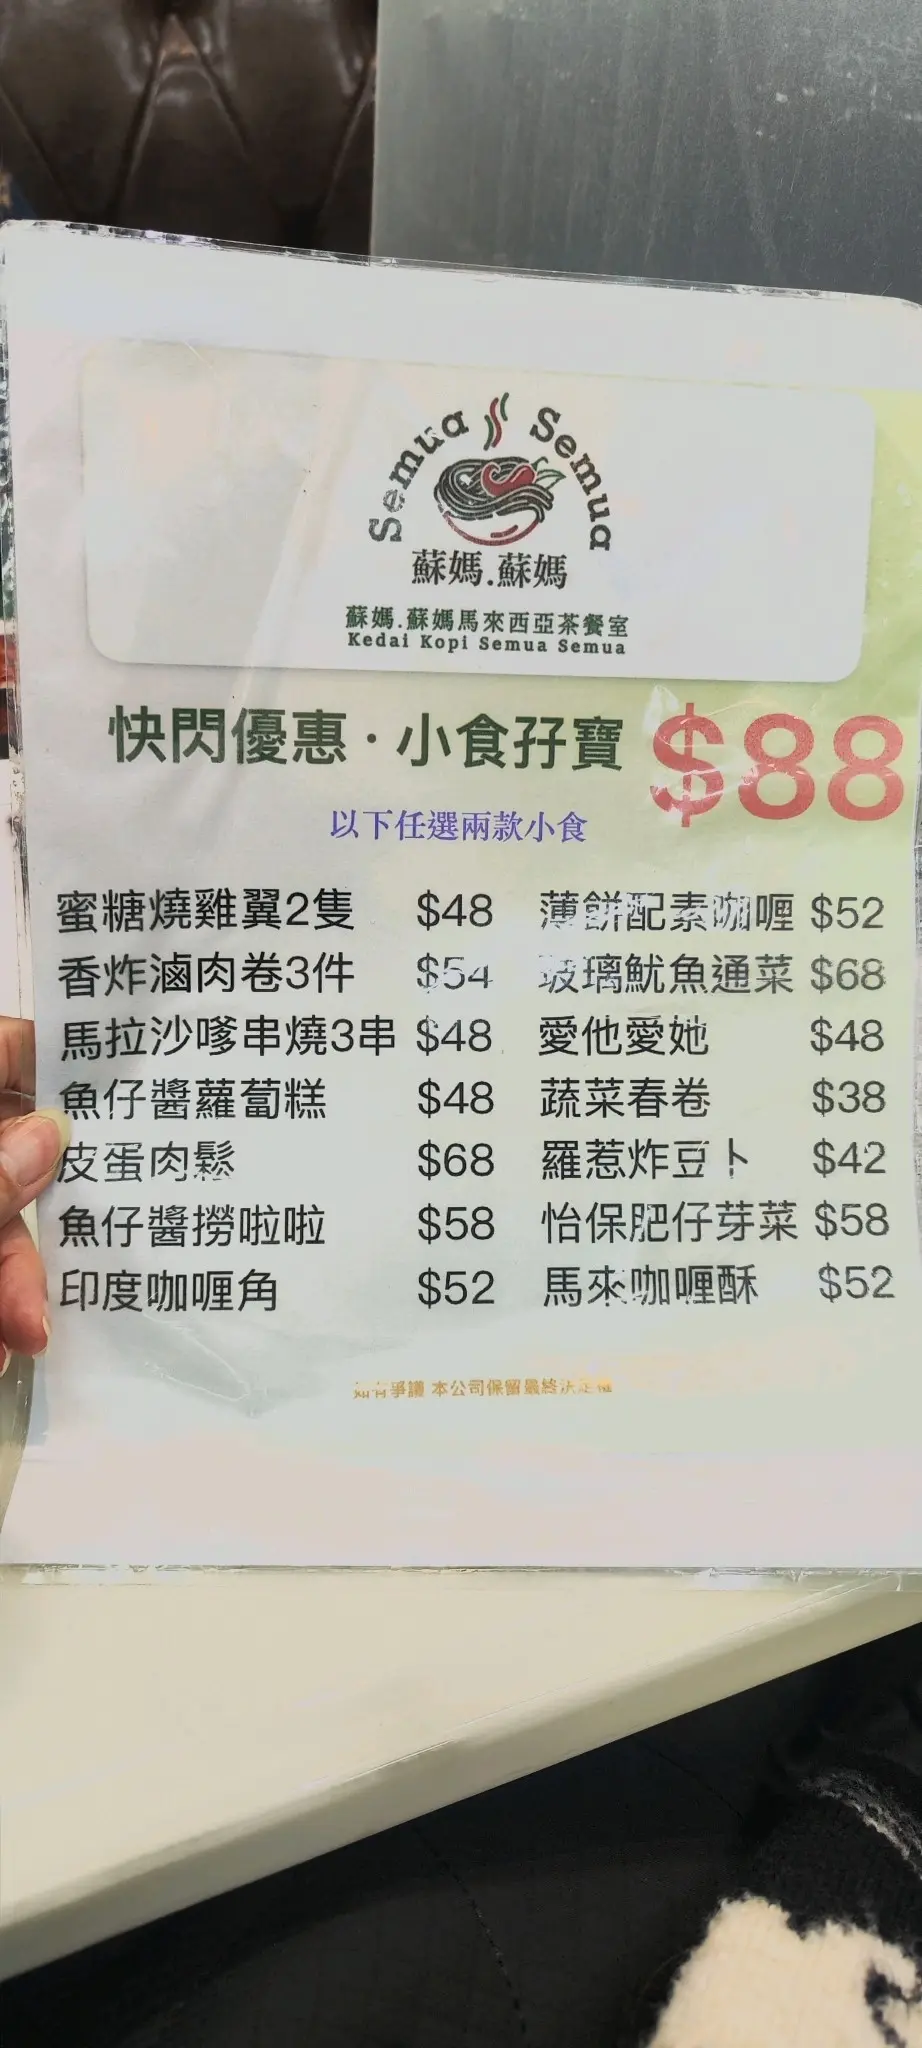 Semua Semua
蘇媽.蘇媽
蘇媽.蘇媽馬來西亞茶餐室
Kedai Kopi Semua Semua
快閃優惠·小食孖寶 $88
以下任選兩款小食
蜜糖燒雞翼2隻 $48
香炸滷肉卷3件 $54
馬拉沙嗲串燒3串 $48
魚仔醬蘿蔔糕 $48
皮蛋肉鬆 $68
魚仔醬撈啦啦 $58
印度咖喱角 $52
薄餅配素咖喱 $52
玻璃魷魚通菜 $68
愛他愛她 $48
蔬菜春卷 $38
羅惹炸豆卜 $42
怡保肥仔芽菜 $58
馬來咖喱酥 $52
如有爭議 本公司保留最終決定權